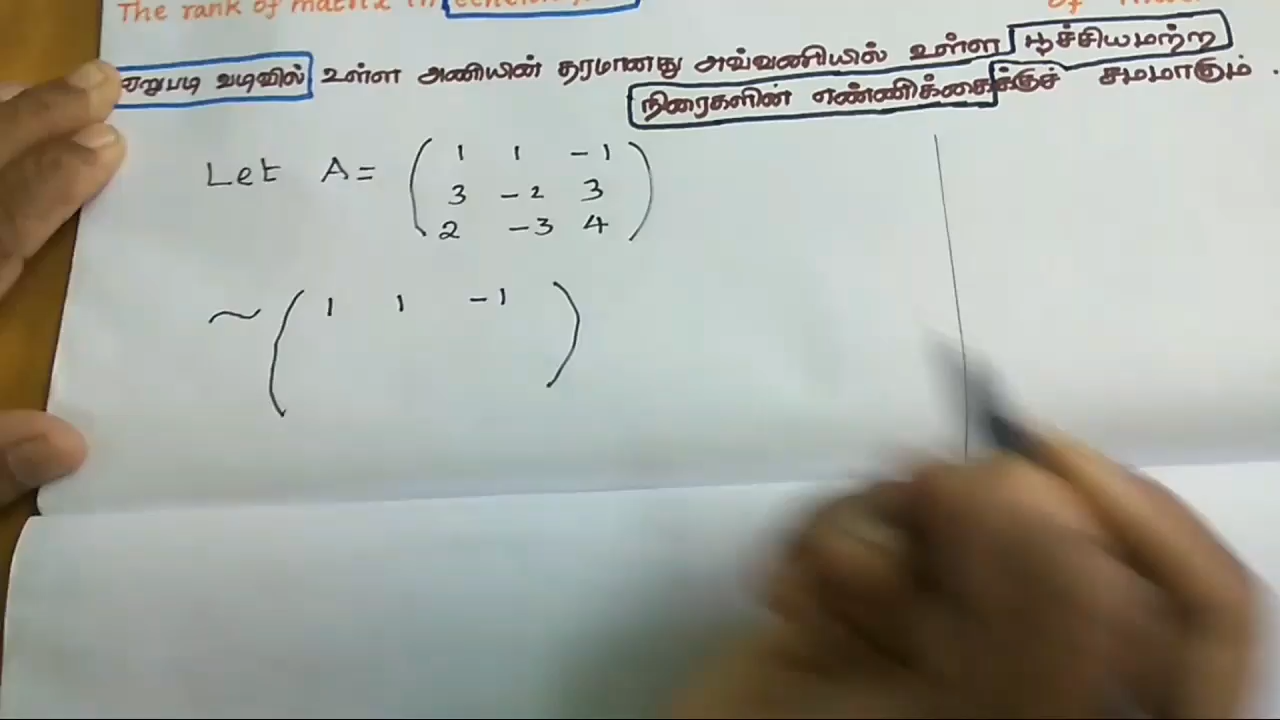 The rank of matrix in echelon
of
ஏறுபடி வடிவில் உள்ள அணியின் தரமானது அவ்வணியில் உள்ள பூச்சியமற்ற
நிரைகளின் எண்ணிக்கைக்குச் சமமாகும் .
Let A = ( 1 1 -1
3 -2 3
2 -3 4 )
~ ( 1 1 -1 )